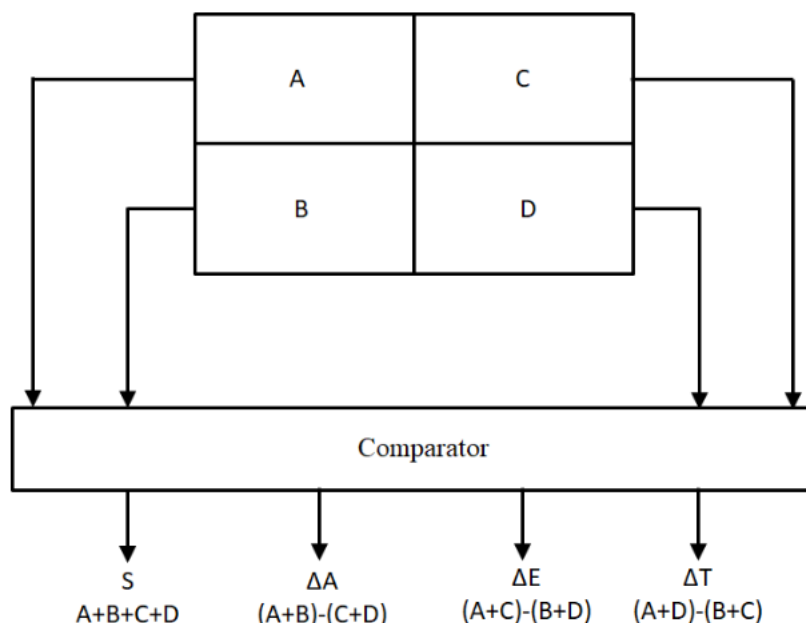 A C
B D
Comparator
S ΔA ΔE ΔT
A+B+C+D (A+B)-(C+D) (A+C)-(B+D) (A+D)-(B+C)